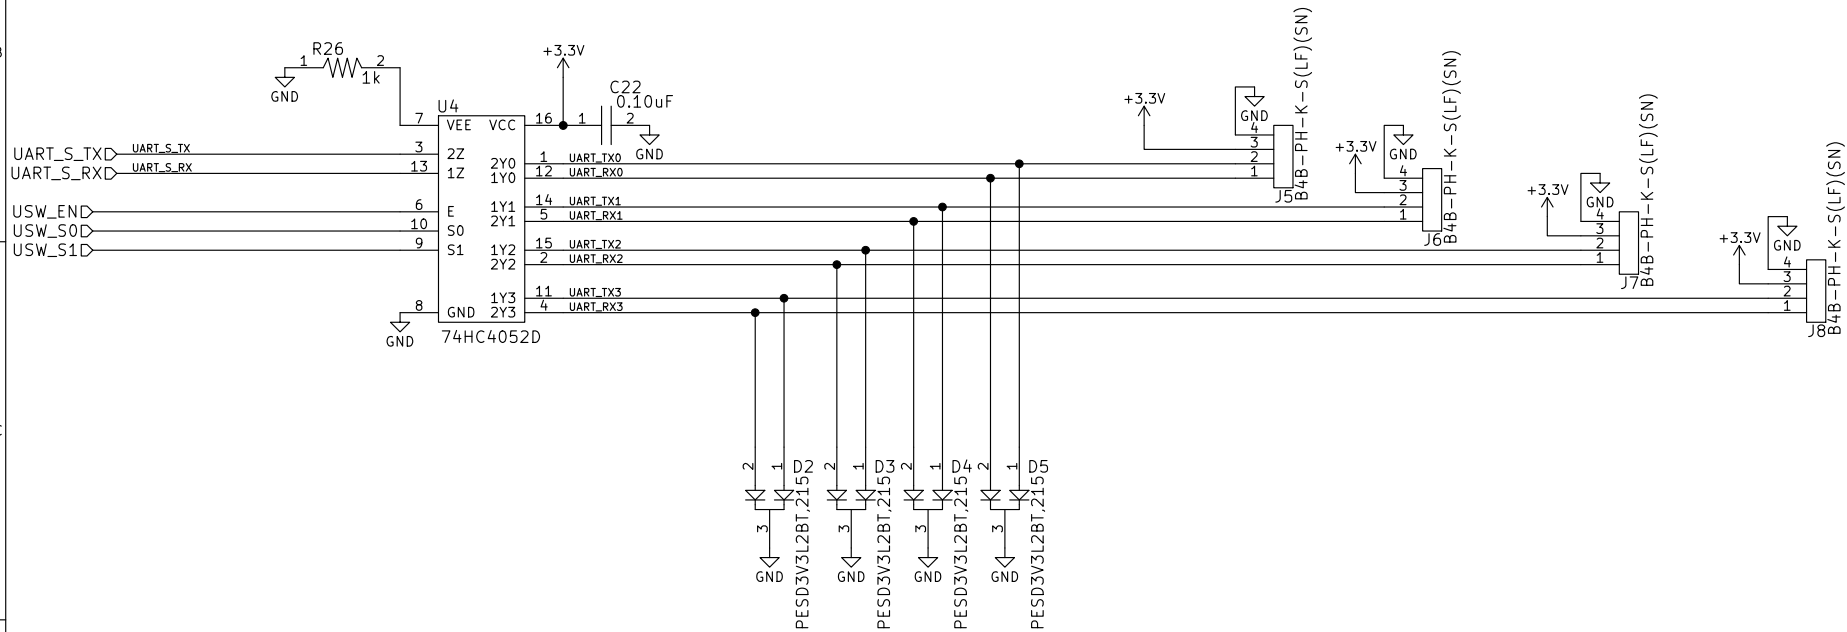 R26
1 2
1k
GND
+3.3V
C22
0.10uF
1 2
GND
U4
7 VEE VCC 16
UART_S_TX UART_S_TX 3 2Z
UART_S_RX UART_S_RX 13 1Z
2Y0 1 UART_TX0
1Y0 12 UART_RX0
USW_EN 6 E
USW_S0 10 S0
USW_S1 9 S1
1Y1 14 UART_TX1
2Y1 5 UART_RX1
1Y2 15 UART_TX2
2Y2 2 UART_RX2
1Y3 11 UART_TX3
2Y3 4 UART_RX3
8 GND
GND
74HC4052D
+3.3V
GND
4
3
2
1
J5
B4B-PH-K-S(LF)(SN)
+3.3V
GND
4
3
2
1
J6
B4B-PH-K-S(LF)(SN)
+3.3V
GND
4
3
2
1
J7
B4B-PH-K-S(LF)(SN)
+3.3V
GND
4
3
2
1
J8
B4B-PH-K-S(LF)(SN)
2 1 D2
3
GND
PESD3V3L2BT,215
2 1 D3
3
GND
PESD3V3L2BT,215
2 1 D4
3
GND
PESD3V3L2BT,215
2 1 D5
3
GND
PESD3V3L2BT,215